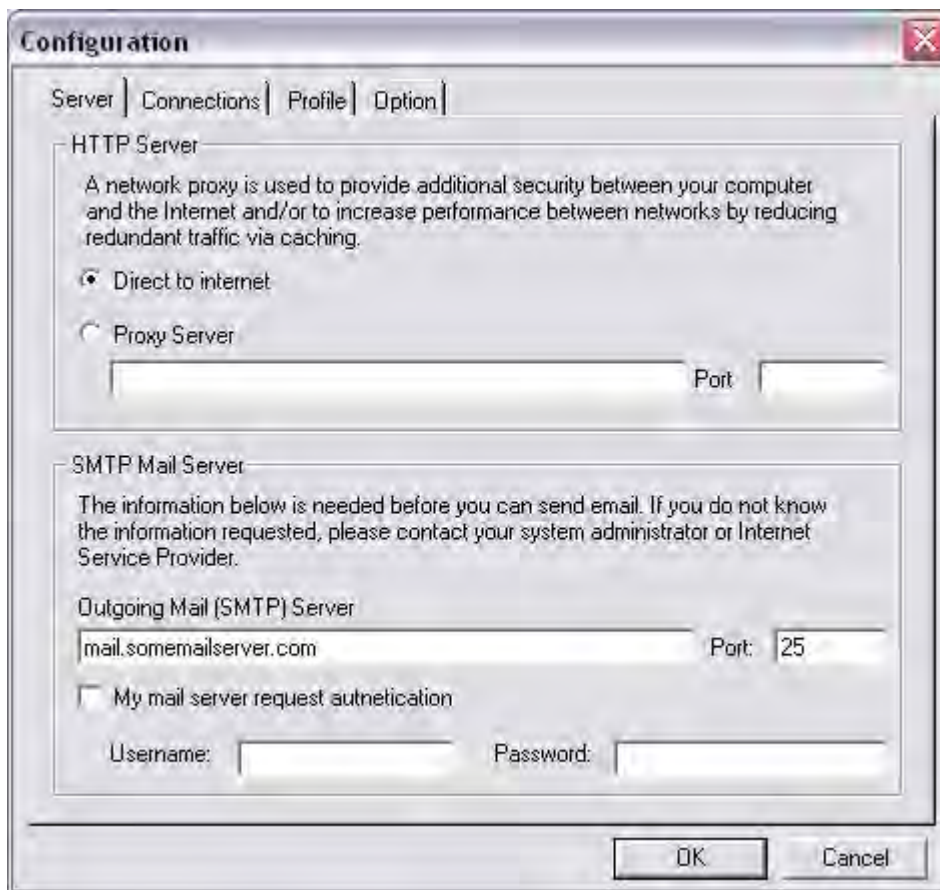 Configuration
Server Connections Profile Option
HTTP Server
A network proxy is used to provide additional security between your computer
and the Internet and/or to increase performance between networks by reducing
redundant traffic via caching.
Direct to internet
Proxy Server
Port
SMTP Mail Server
The information below is needed before you can send email. If you do not know
the information requested, please contact your system administrator or Internet
Service Provider.
Outgoing Mail (SMTP) Server
mail.somemailserver.com Port: 25
My mail server request autnetication
Username: Password:
OK Cancel